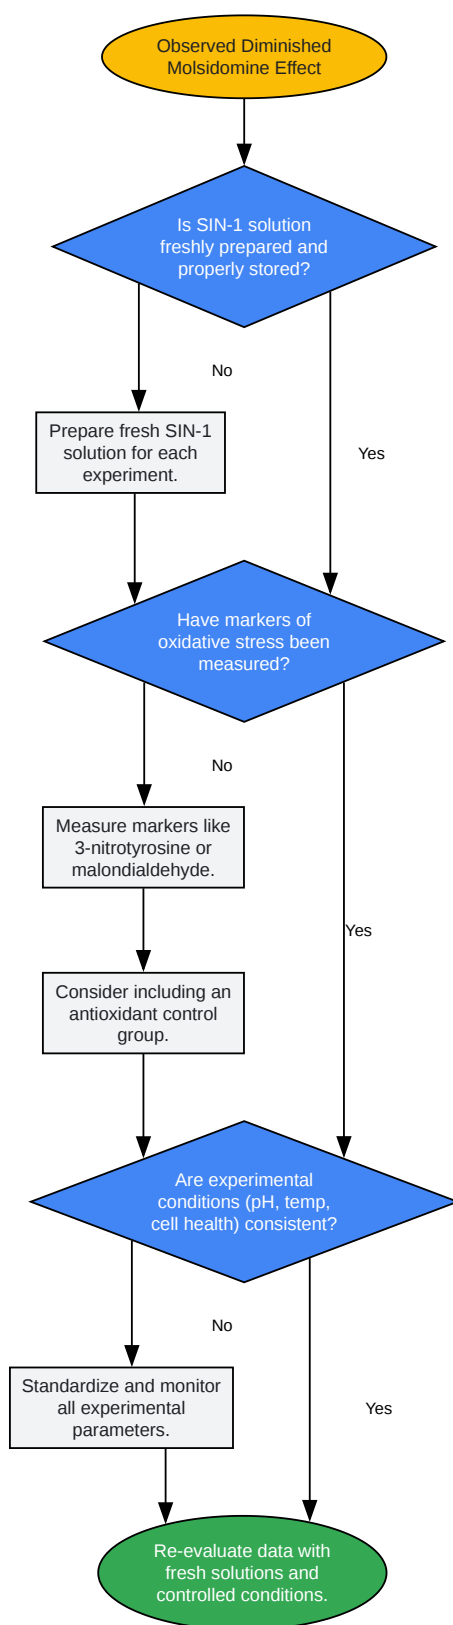 Observed Diminished
Molsidomine Effect
Is SIN-1 solution
freshly prepared and
properly stored?
No
Prepare fresh SIN-1
solution for each
experiment.
Yes
Have markers of
oxidative stress been
measured?
No
Measure markers like
3-nitrotyrosine or
malondialdehyde.
Yes
Consider including an
antioxidant control
group.
Are experimental
conditions (pH, temp,
cell health) consistent?
No
Standardize and monitor
all experimental
parameters.
Yes
Re-evaluate data with
fresh solutions and
controlled conditions.